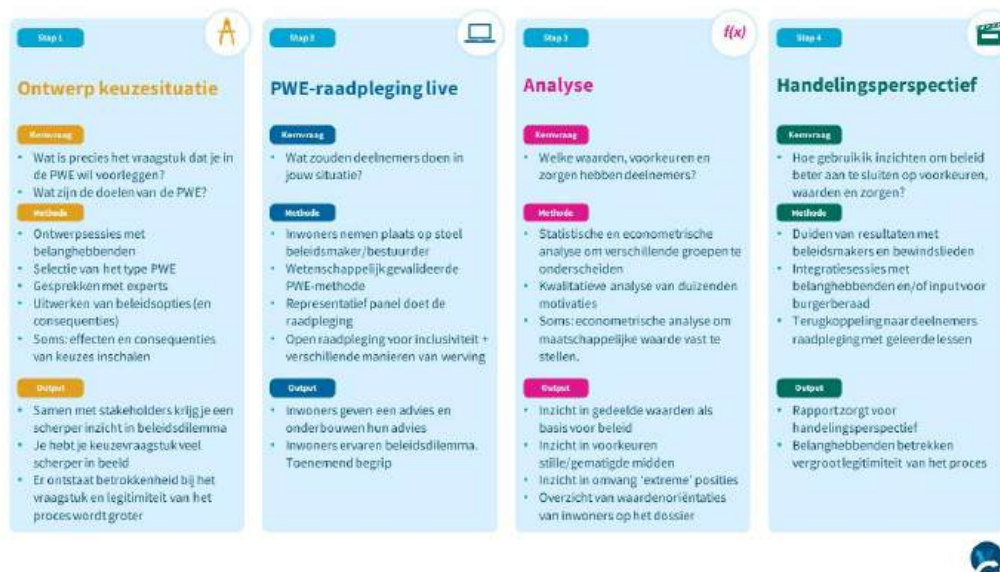 Stap 1
Ontwerp keuzesituatie
Kernvraag
• Wat is precies het vraagstuk dat je in
de PWE wil voorleggen?
• Wat zijn de doelen van de PWE?
Methode
• Ontwerpsessies met
belanghebbenden
• Selectie van het type PWE
• Gesprekken met experts
• Uitwerken van beleidsopties (en
consequenties)
• Soms: effecten en consequenties
van keuzes inschalen
Output
• Samen met stakeholders krijg je een
scherper inzicht in beleidsdilemma
• Je hebt je keuzevraagstuk veel
scherper in beeld
• Er ontstaat betrokkenheid bij het
vraagstuk en legitimiteit van het
proces wordt groter
Stap 2
PWE-raadpleging live
Kernvraag
• Wat zouden deelnemers doen in
jouw situatie?
Methode
• Inwoners nemen plaats op stoel
beleidsmaker/bestuurder
• Wetenschappelijk gevalideerde
PWE-methode
• Representatief panel doet de
raadpleging
• Open raadpleging voor inclusiviteit +
verschillende manieren van werving
Output
• Inwoners geven een advies en
onderbouwen hun advies
• Inwoners ervaren beleidsdilemma.
Toenemend begrip
f(x)
Stap 3
Analyse
Kernvraag
• Welke waarden, voorkeuren en
zorgen hebben deelnemers?
Methode
• Statistische en econometrische
analyse om verschillende groepen te
onderscheiden
• Kwalitatieve analyse van duizenden
motivaties
• Soms: econometrische analyse om
maatschappelijke waarde vast te
stellen.
Output
• Inzicht in gedeelde waarden als
basis voor beleid
• Inzicht in voorkeuren
stille/gematigde midden
• Inzicht in omvang 'extreme' posities
• Overzicht van waardenoriëntaties
van inwoners op het dossier
Stap 4
Handelingsperspectief
Kernvraag
• Hoe gebruik ik inzichten om beleid
beter aan te sluiten op voorkeuren,
waarden en zorgen?
Methode
• Duiden van resultaten met
beleidsmakers en bewindslieden
• Integratiesessies met
belanghebbenden en/of input voor
burgerberaad
• Terugkoppeling naar deelnemers
raadpleging met geleerde lessen
Output
• Rapport zorgt voor
handelingsperspectief
• Belanghebbenden betrekken
vergroot legitimiteit van het proces